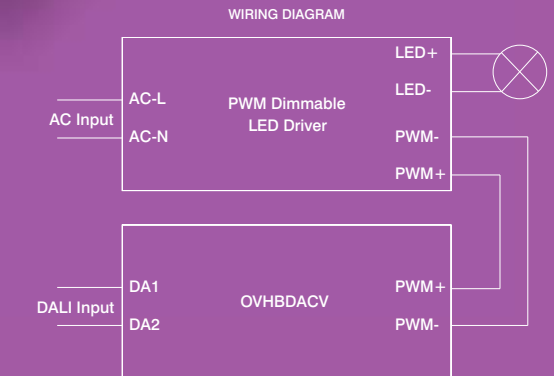 WIRING DIAGRAM
LED+
LED-
AC-L
AC Input
AC-N
PWM Dimmable
LED Driver
PWM-
PWM+
DA1
DALI Input
DA2
OVHBDACV
PWM+
PWM-